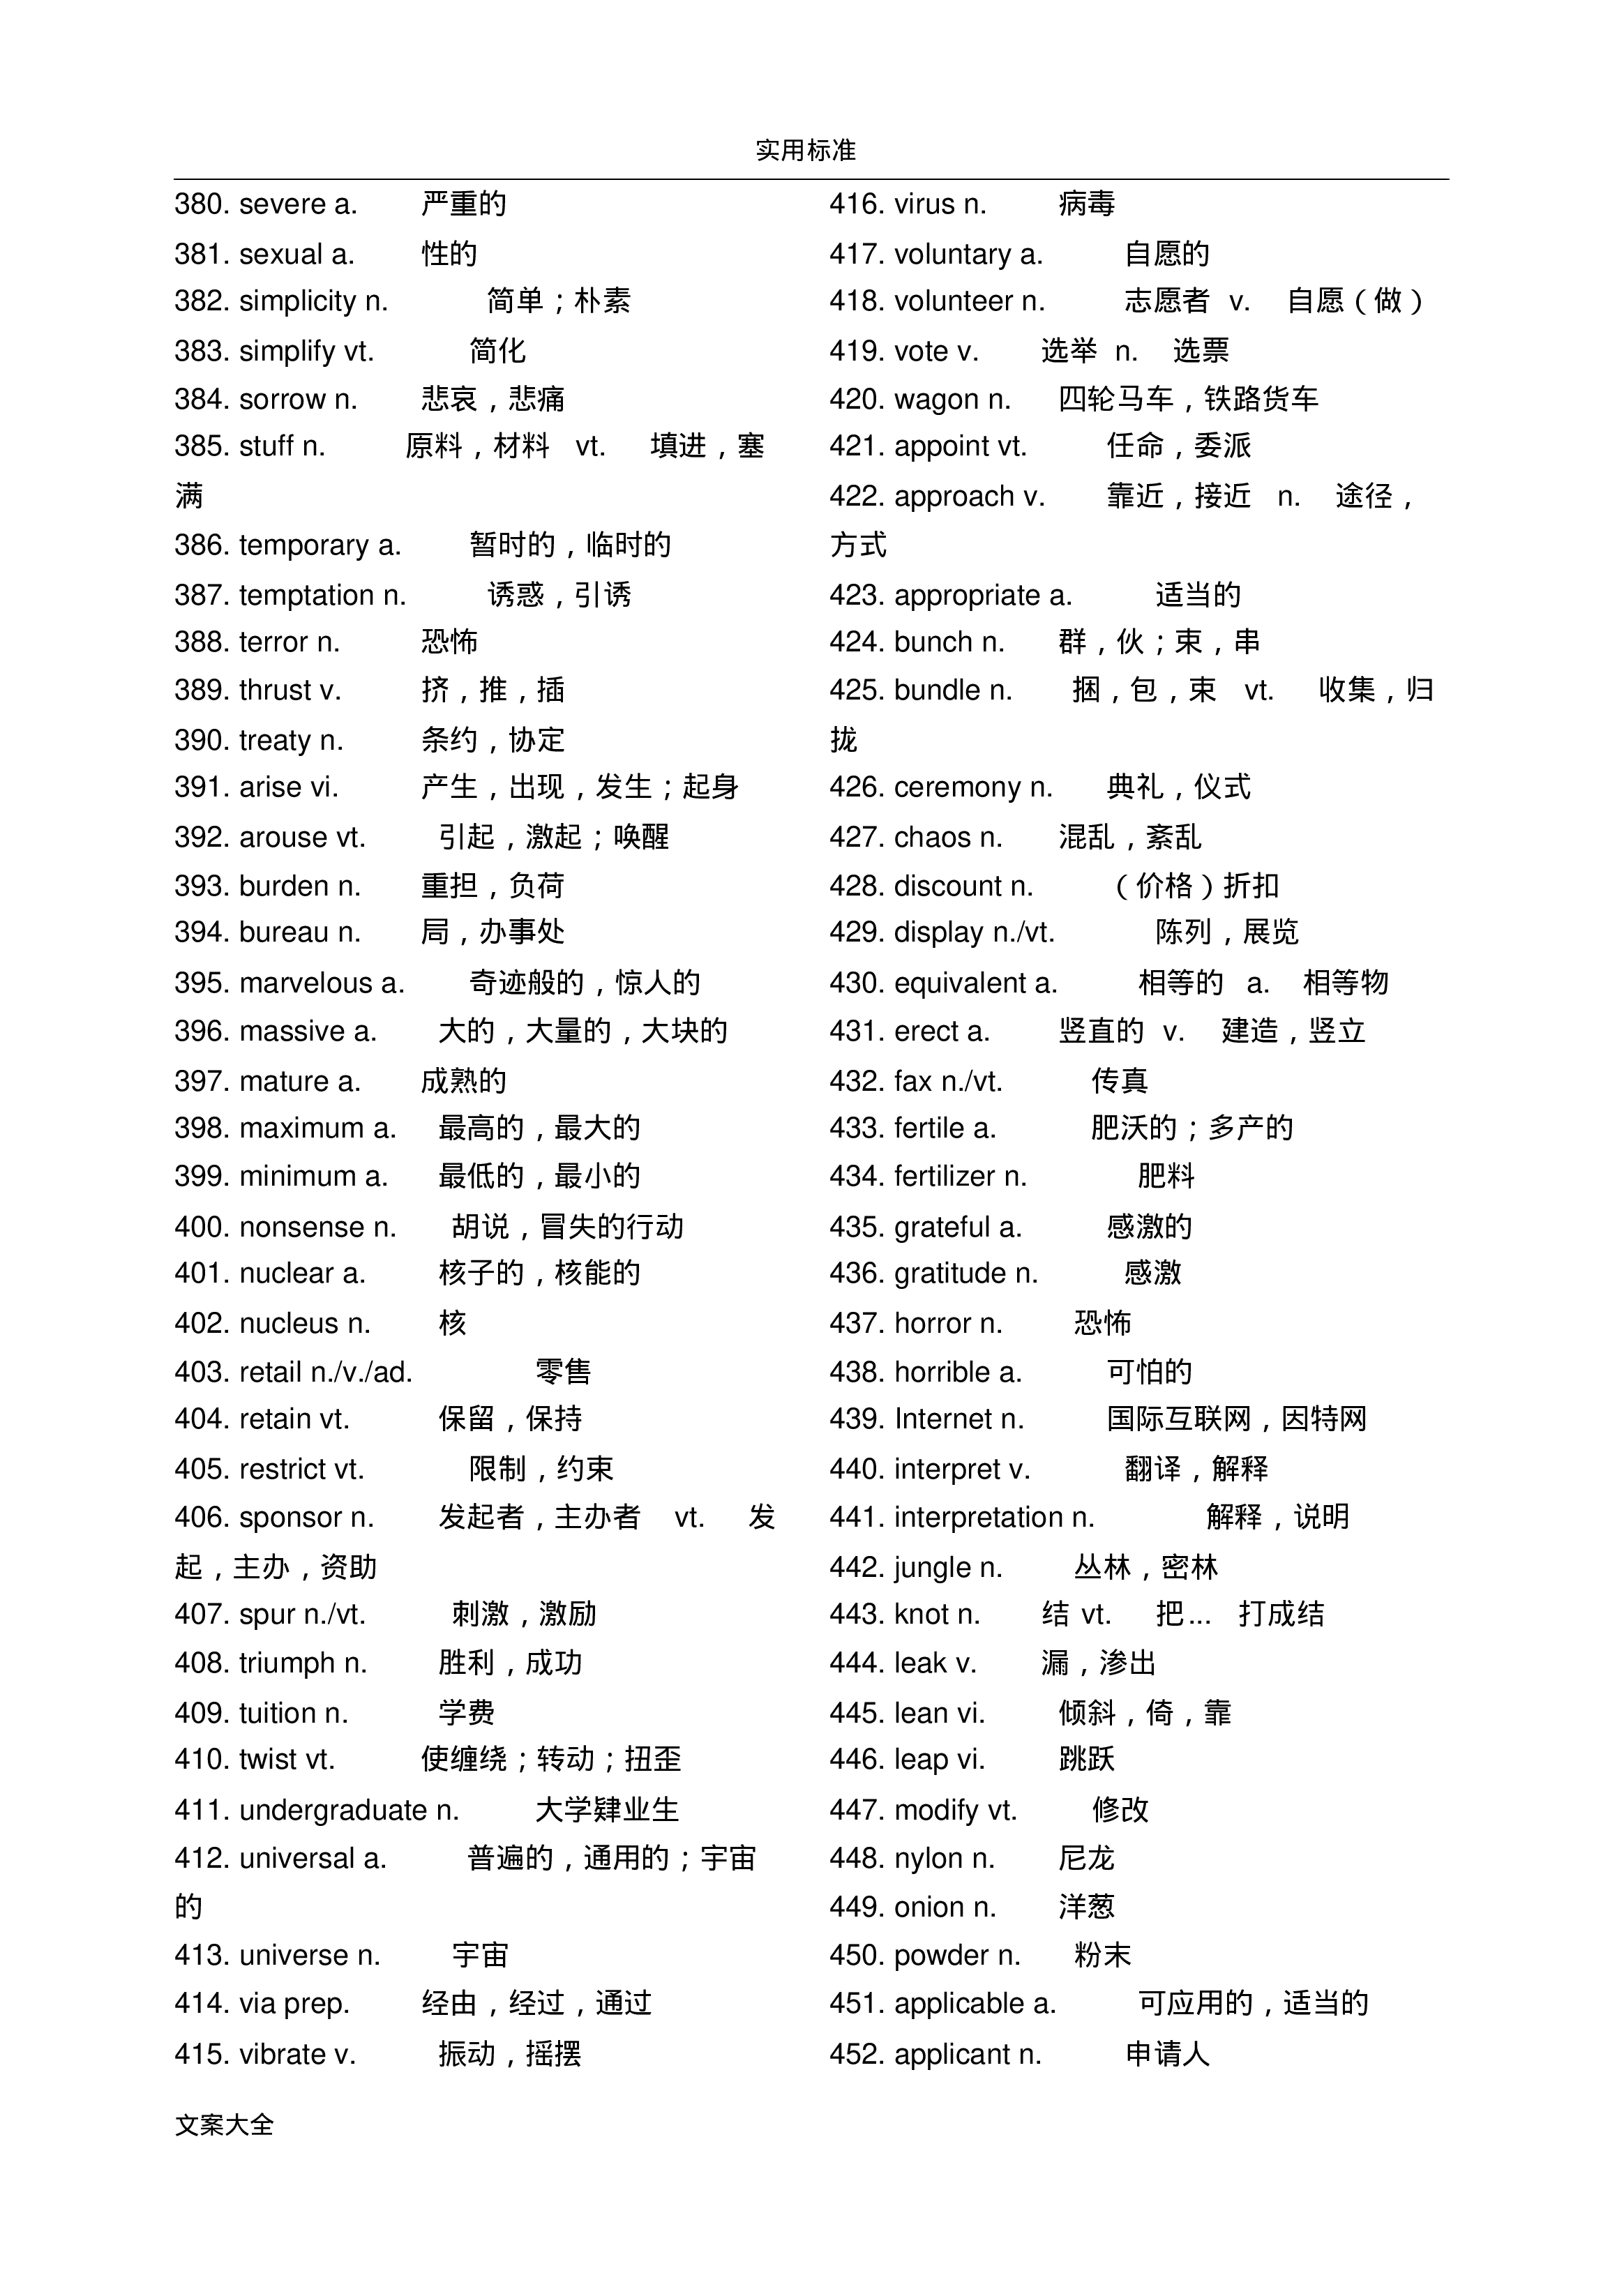 实用标准
380. severe a. 严重的
381. sexual a. 性的
382. simplicity n. 简单；朴素
383. simplify vt. 简化
384. sorrow n. 悲哀，悲痛
385. stuff n. 原料，材料 vt. 填进，塞
满
386. temporary a. 暂时的，临时的
387. temptation n. 诱惑，引诱
388. terror n. 恐怖
389. thrust v. 挤，推，插
390. treaty n. 条约，协定
391. arise vi. 产生，出现，发生；起身
392. arouse vt. 引起，激起；唤醒
393. burden n. 重担，负荷
394. bureau n. 局，办事处
395. marvelous a. 奇迹般的，惊人的
396. massive a. 大的，大量的，大块的
397. mature a. 成熟的
398. maximum a. 最高的，最大的
399. minimum a. 最低的，最小的
400. nonsense n. 胡说，冒失的行动
401. nuclear a. 核子的，核能的
402. nucleus n. 核
403. retail n./v./ad. 零售
404. retain vt. 保留，保持
405. restrict vt. 限制，约束
406. sponsor n. 发起者，主办者 vt. 发
起，主办，资助
407. spur n./vt. 刺激，激励
408. triumph n. 胜利，成功
409. tuition n. 学费
410. twist vt. 使缠绕；转动；扭歪
411. undergraduate n. 大学肄业生
412. universal a. 普遍的，通用的；宇宙
的
413. universe n. 宇宙
414. via prep. 经由，经过，通过
415. vibrate v. 振动，摇摆
416. virus n. 病毒
417. voluntary a. 自愿的
418. volunteer n. 志愿者 v. 自愿（做）
419. vote v. 选举 n. 选票
420. wagon n. 四轮马车，铁路货车
421. appoint vt. 任命，委派
422. approach v. 靠近，接近 n. 途径，
方式
423. appropriate a. 适当的
424. bunch n. 群，伙；束，串
425. bundle n. 捆，包，束 vt. 收集，归
拢
426. ceremony n. 典礼，仪式
427. chaos n. 混乱，紊乱
428. discount n. （价格）折扣
429. display n./vt. 陈列，展览
430. equivalent a. 相等的 a. 相等物
431. erect a. 竖直的 v. 建造，竖立
432. fax n./vt. 传真
433. fertile a. 肥沃的；多产的
434. fertilizer n. 肥料
435. grateful a. 感激的
436. gratitude n. 感激
437. horror n. 恐怖
438. horrible a. 可怕的
439. Internet n. 国际互联网，因特网
440. interpret v. 翻译，解释
441. interpretation n. 解释，说明
442. jungle n. 丛林，密林
443. knot n. 结 vt. 把... 打成结
444. leak v. 漏，渗出
445. lean vi. 倾斜，倚，靠
446. leap vi. 跳跃
447. modify vt. 修改
448. nylon n. 尼龙
449. onion n. 洋葱
450. powder n. 粉末
451. applicable a. 可应用的，适当的
452. applicant n. 申请人
文案大全